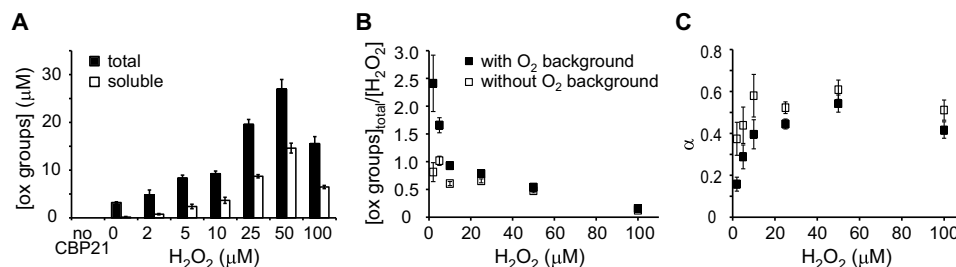 A
[ox groups] (μM)
30
20
10
0
total
soluble
no
CBP21
0 2 5 10 25 50 100
H₂O₂ (μM)
B
[ox groups]total/[H₂O₂]
3.0
2.5
2.0
1.5
1.0
0.5
0
with O₂ background
without O₂ background
0 20 40 60 80 100
H₂O₂ (μM)
C
α
0.8
0.6
0.4
0.2
0
0 20 40 60 80 100
H₂O₂ (μM)